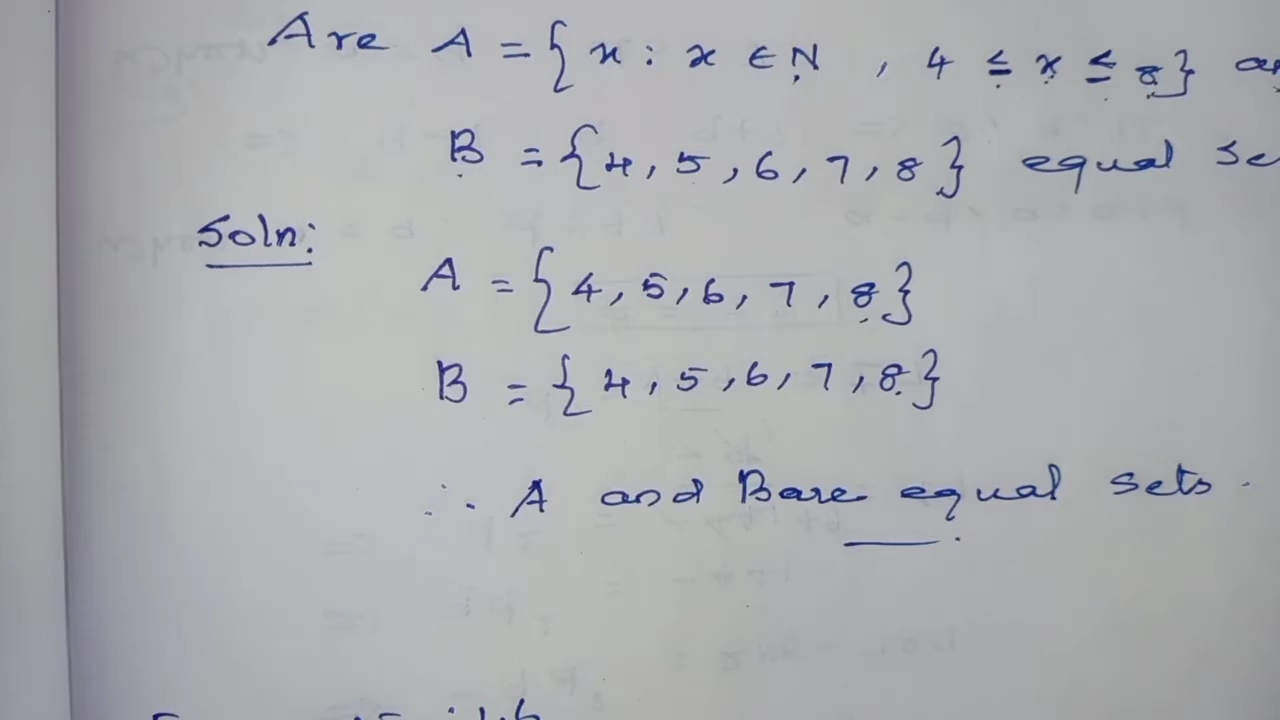 Are A = { x : x ∈ N , 4 ≤ x ≤ 8 }
B = { 4 , 5 , 6 , 7 , 8 } equal
Soln:
A = { 4 , 5 , 6 , 7 , 8 }
B = { 4 , 5 , 6 , 7 , 8 }
∴ A and B are equal sets .